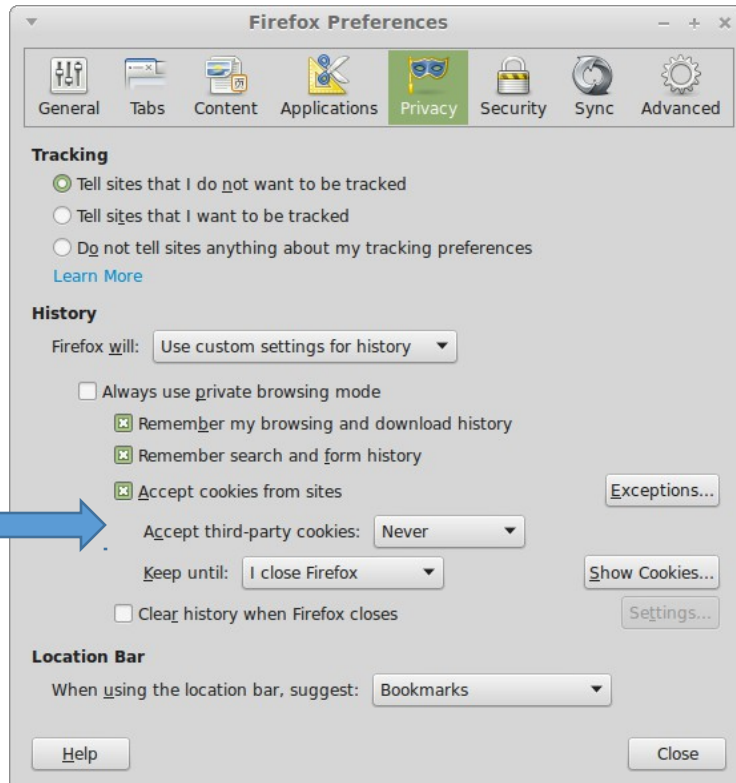 Firefox Preferences
General Tabs Content Applications Privacy Security Sync Advanced
Tracking
Tell sites that I do not want to be tracked
Tell sites that I want to be tracked
Do not tell sites anything about my tracking preferences
Learn More
History
Firefox will: Use custom settings for history
Always use private browsing mode
Remember my browsing and download history
Remember search and form history
Accept cookies from sites Exceptions...
Accept third-party cookies: Never
Keep until: I close Firefox Show Cookies...
Clear history when Firefox closes Settings...
Location Bar
When using the location bar, suggest: Bookmarks
Help Close